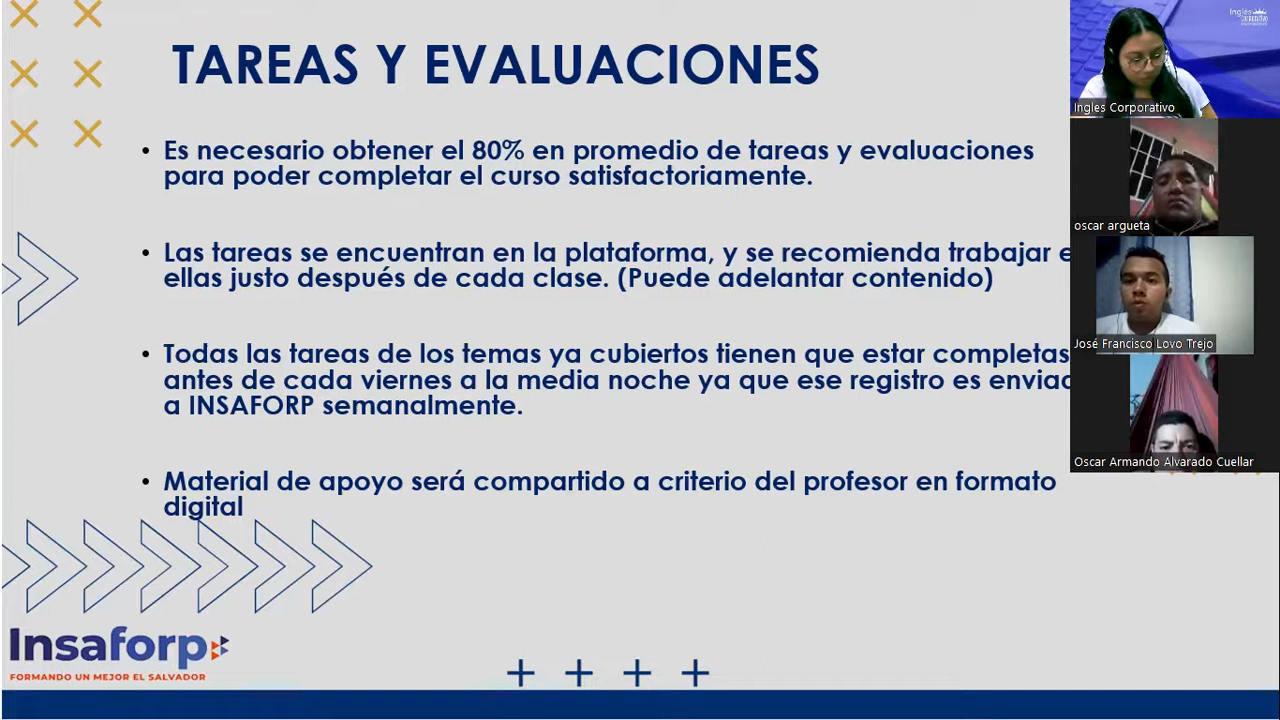 TAREAS Y EVALUACIONES
• Es necesario obtener el 80% en promedio de tareas y evaluaciones
para poder completar el curso satisfactoriamente.
• Las tareas se encuentran en la plataforma, y se recomienda trabajar e
ellas justo después de cada clase. (Puede adelantar contenido)
• Todas las tareas de los temas ya cubiertos tienen que estar completas
antes de cada viernes a la media noche ya que ese registro es enviad
a INSAFORP semanalmente.
• Material de apoyo será compartido a criterio del profesor en formato
digital
Insaforp
FORMANDO UN MEJOR EL SALVADOR
Ingles Corporativo
oscar argueta
José Francisco Lovo Trejo
Oscar Armando Alvarado Cuellar